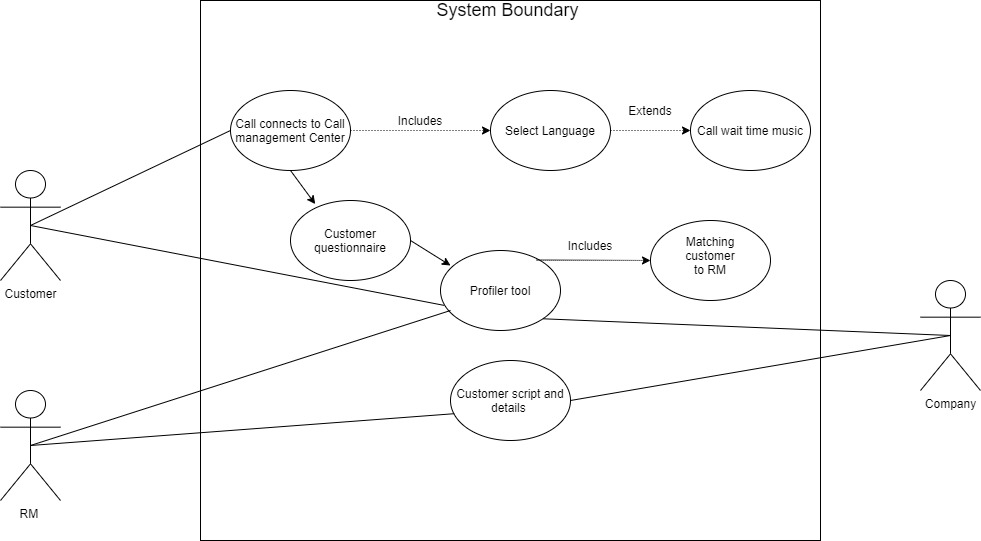 System Boundary
Call connects to Call
management Center
Includes
Select Language
Extends
Call wait time music
Customer
questionnaire
Includes
Matching
customer
to RM
Profiler tool
Customer
Customer script and
details
Company
RM